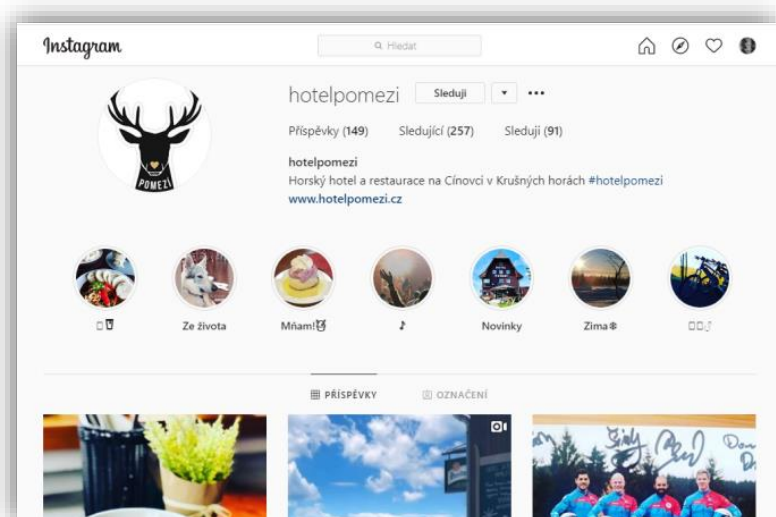 Instagram
Hledat
hotelpomezi Sleduji ▼ •••
Příspěvky (149) Sledující (257) Sleduji (91)
hotelpomezi
Horský hotel a restaurace na Cínovci v Krušných horách #hotelpomezi
www.hotelpomezi.cz
POMEZÍ
Ze života
Mňam!
Novinky
Zima
PŘÍSPĚVKY
OZNAČENÍ